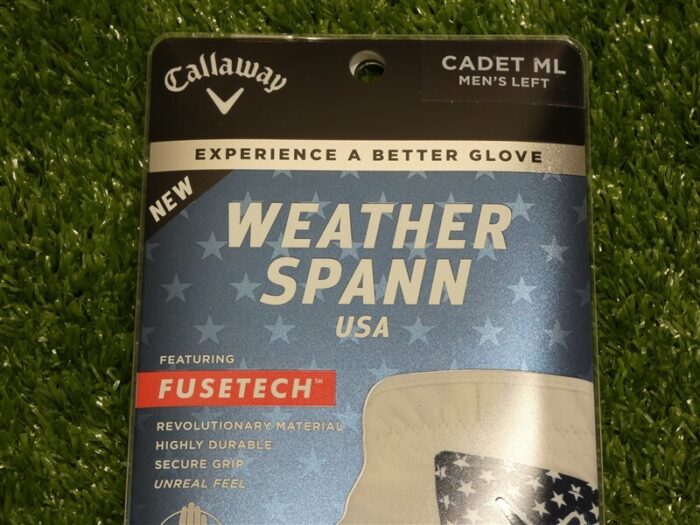 Callaway
CADET ML
MEN'S LEFT
EXPERIENCE A BETTER GLOVE
NEW
WEATHER
SPANN
USA
FEATURING
FUSETECH™
REVOLUTIONARY MATERIAL
HIGHLY DURABLE
SECURE GRIP
UNREAL FEEL